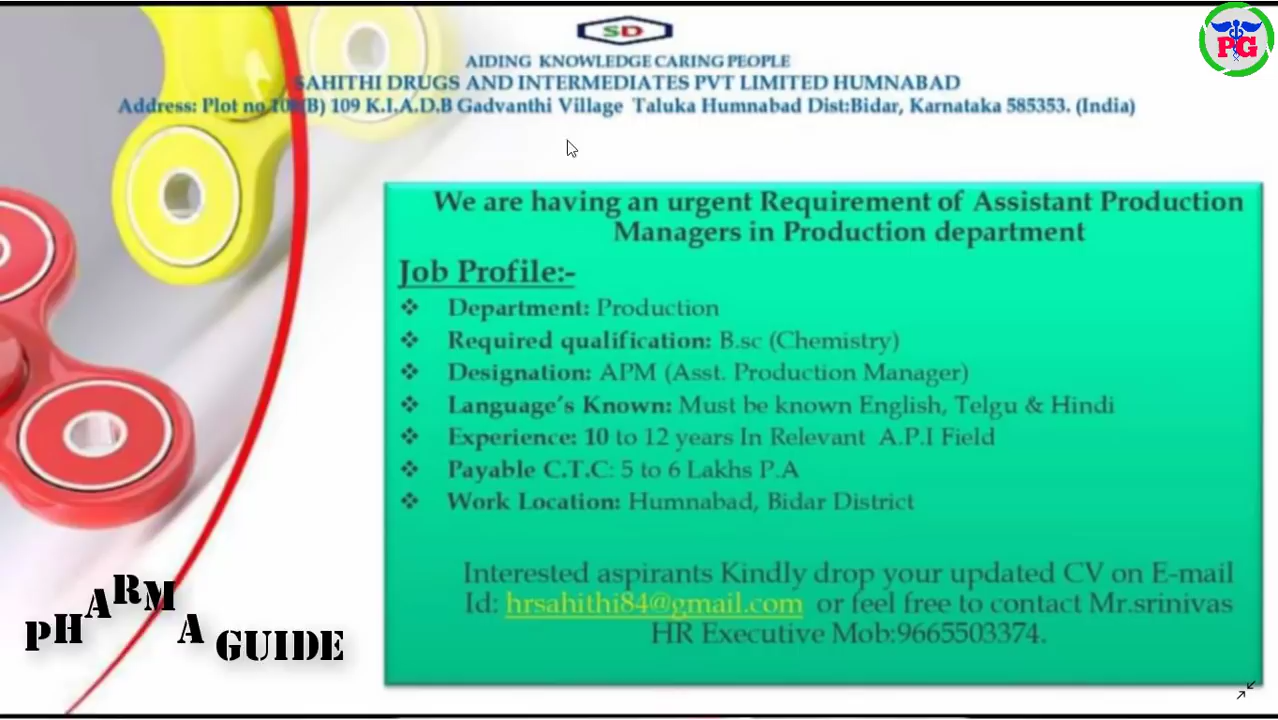 SD
PG
AIDING KNOWLEDGE CARING PEOPLE
SAHITHI DRUGS AND INTERMEDIATES PVT LIMITED HUMNABAD
Address: Plot no 108(B) 109 K.I.A.D.B Gadvanthi Village Taluka Humnabad Dist:Bidar, Karnataka 585353. (India)
We are having an urgent Requirement of Assistant Production
Managers in Production department
Job Profile:-
❖ Department: Production
❖ Required qualification: B.sc (Chemistry)
❖ Designation: APM (Asst. Production Manager)
❖ Language's Known: Must be known English, Telgu & Hindi
❖ Experience: 10 to 12 years In Relevant A.P.I Field
❖ Payable C.T.C: 5 to 6 Lakhs P.A
❖ Work Location: Humnabad, Bidar District
Interested aspirants Kindly drop your updated CV on E-mail
Id: hrsahithi84@gmail.com or feel free to contact Mr.srinivas
HR Executive Mob:9665503374.
PHARMA GUIDE